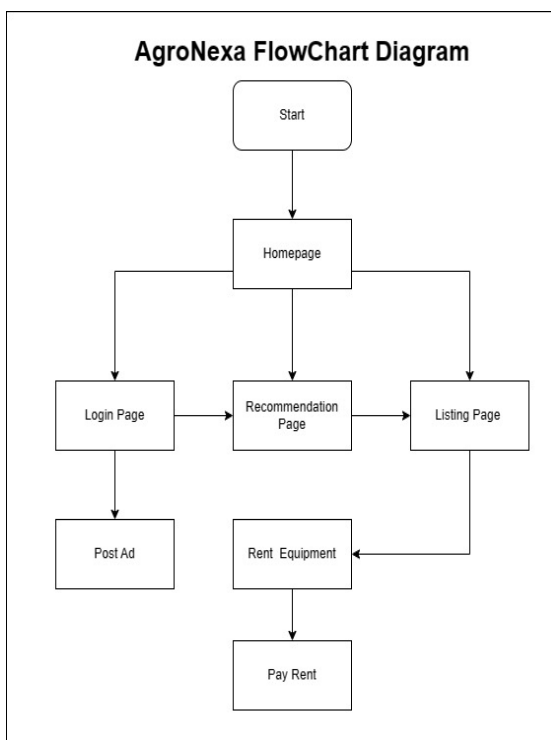 AgroNexa FlowChart Diagram
Start
Homepage
Login Page
Recommendation
Page
Listing Page
Post Ad
Rent Equipment
Pay Rent